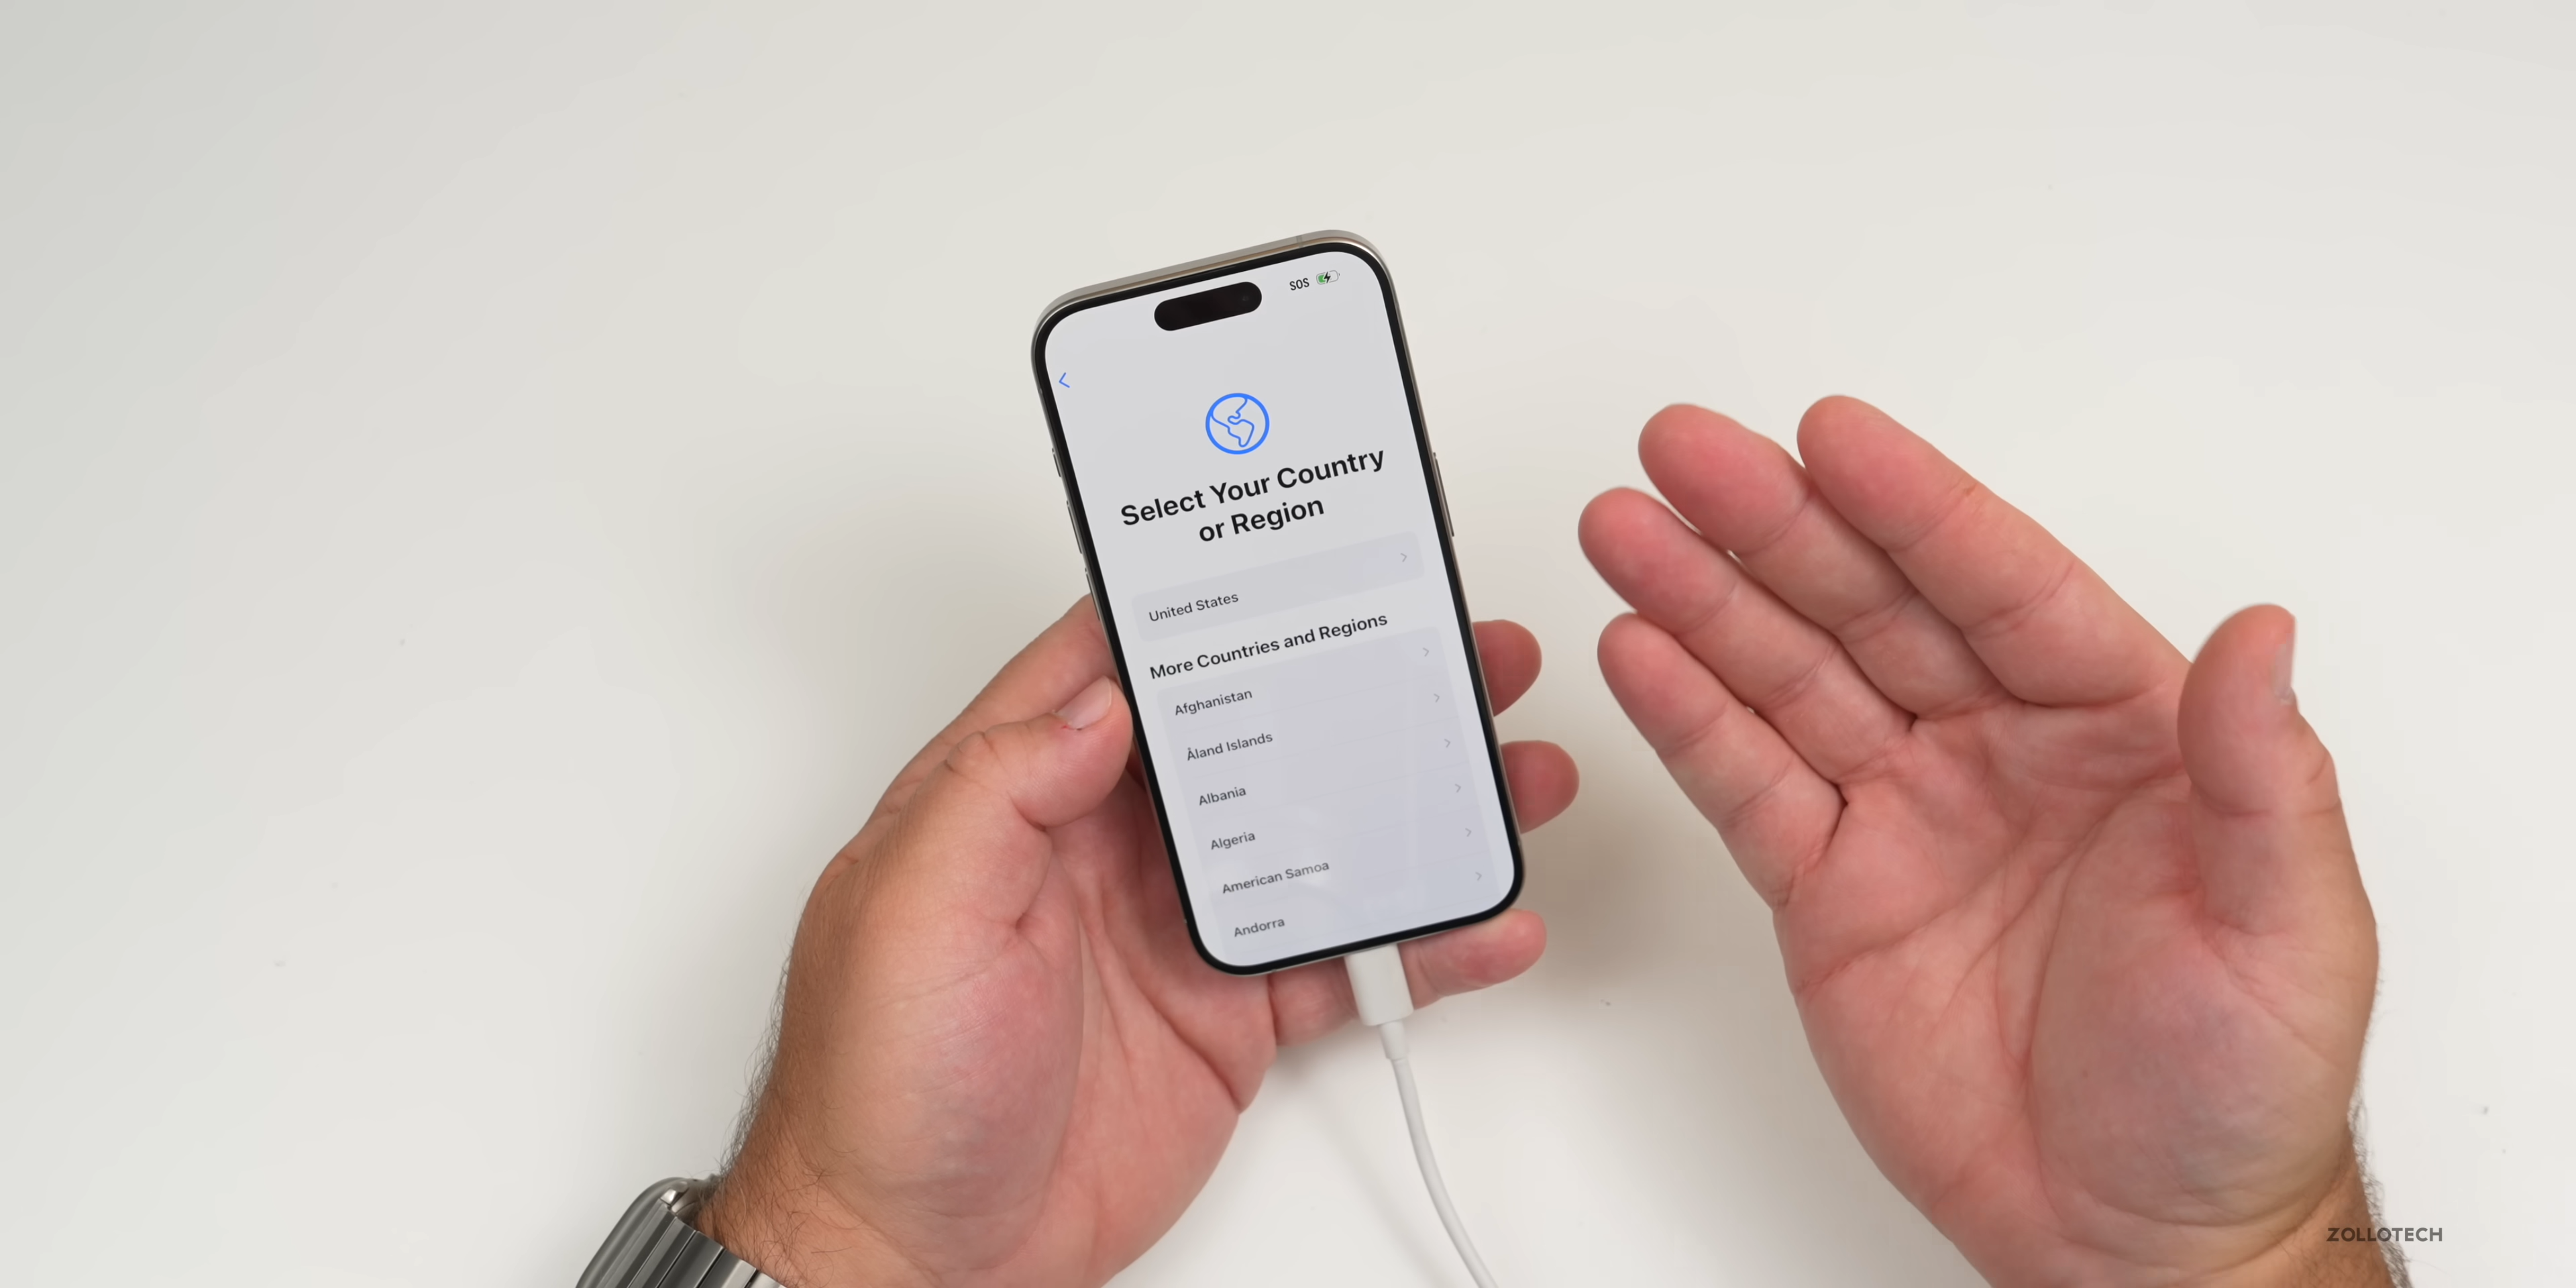 SOS
Select Your Country
or Region
United States
More Countries and Regions
Afghanistan
Åland Islands
Albania
Algeria
American Samoa
Andorra
ZOLLOTECH